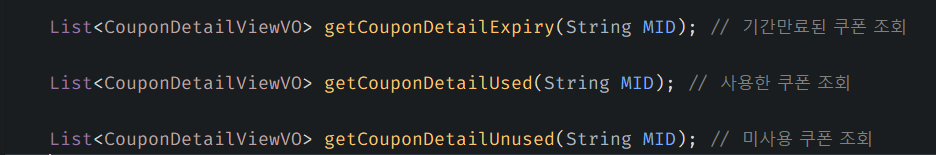 List<CouponDetailViewVO> getCouponDetailExpiry(String MID); // 기간만료된 쿠폰 조회
List<CouponDetailViewVO> getCouponDetailUsed(String MID); // 사용한 쿠폰 조회
List<CouponDetailViewVO> getCouponDetailUnused(String MID); // 미사용 쿠폰 조회